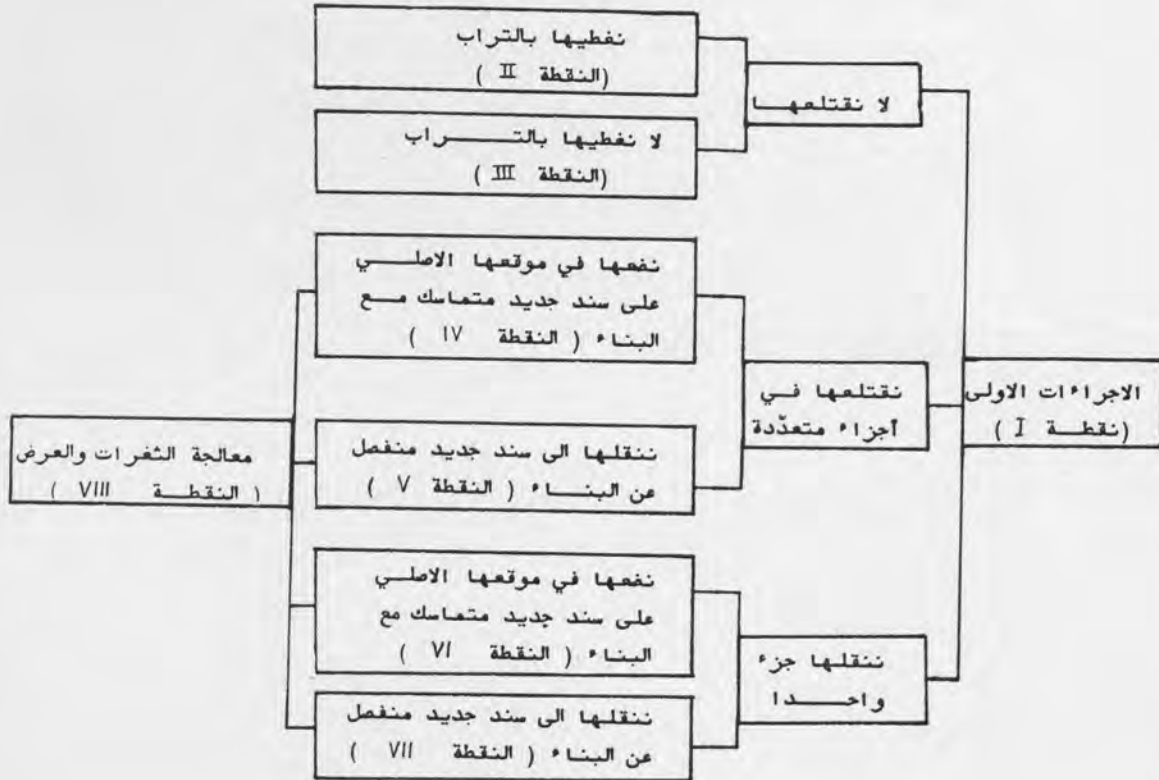 الاجراءات الاولى
(نقطة I)
لا نقتلعها
نغطيها بالتراب
(النقطة II)
لا نغطيها بالتراب
(النقطة III)
نقتلعها في
أجزاء متعدّدة
نضعها في موقعها الاصلي
على سند جديد متماسك مع
البناء (النقطة IV)
ننقلها الى سند جديد منفصل
عن البناء (النقطة V)
ننقلها جزء
واحدا
نضعها في موقعها الاصلي
على سند جديد متماسك مع
البناء (النقطة VI)
ننقلها الى سند جديد منفصل
عن البناء (النقطة VII)
معالجة الثغرات والعرض
(النقطة VIII)